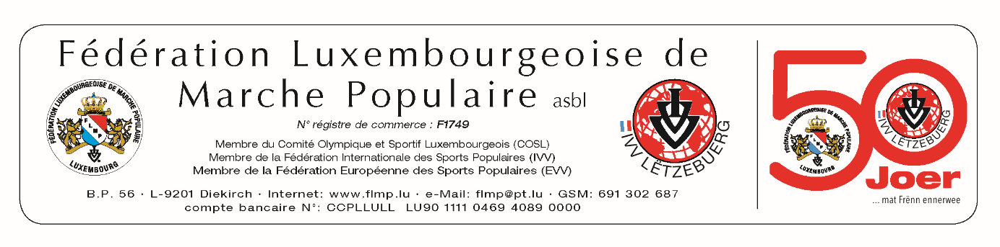 Fédération Luxembourgeoise de
Marche Populaire asbl
N° régistre de commerce : F1749
Membre du Comité Olympique et Sportif Luxembourgeois (COSL)
Membre de la Fédération Internationale des Sports Populaires (IVV)
Membre de la Fédération Européenne des Sports Populaires (EVV)
B.P. 56 · L-9201 Diekirch · Internet: www.flmp.lu · e-Mail: flmp@pt.lu · GSM: 691 302 687
compte bancaire N°: CCPLLULL LU90 1111 0469 4089 0000
FÉDÉRATION LUXEMBOURGEOISE DE MARCHE POPULAIRE
FLMP
LUXEMBOURG
IVV
IVV LËTZEBUERG
50
FÉDÉRATION LUXEMBOURGEOISE DE MARCHE POPULAIRE
FLMP
LUXEMBOURG
IVV
IVV LËTZEBUERG
Joer
... mat Frënn ennerwee